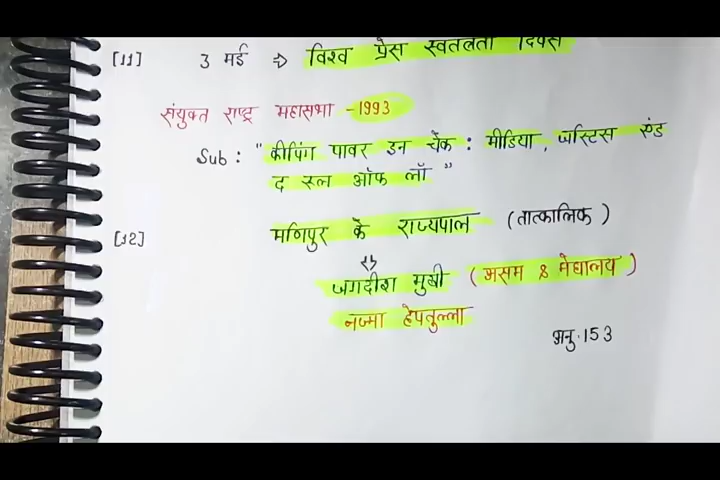 [11] 3 मई ⇒ विश्व प्रेस स्वतत्रता दिवस
संयुक्त राष्ट्र महासभा - 1993
Sub : " कीपिंग पावर इन चेक : मीडिया, जस्टिस एंड
द रूल ऑफ लॉ "
[12] मणिपुर के राज्यपाल (तात्कालिक)
जगदीश मुखी (असम & मेघालय)
नज्मा हेपतुल्ला
अनु. 153